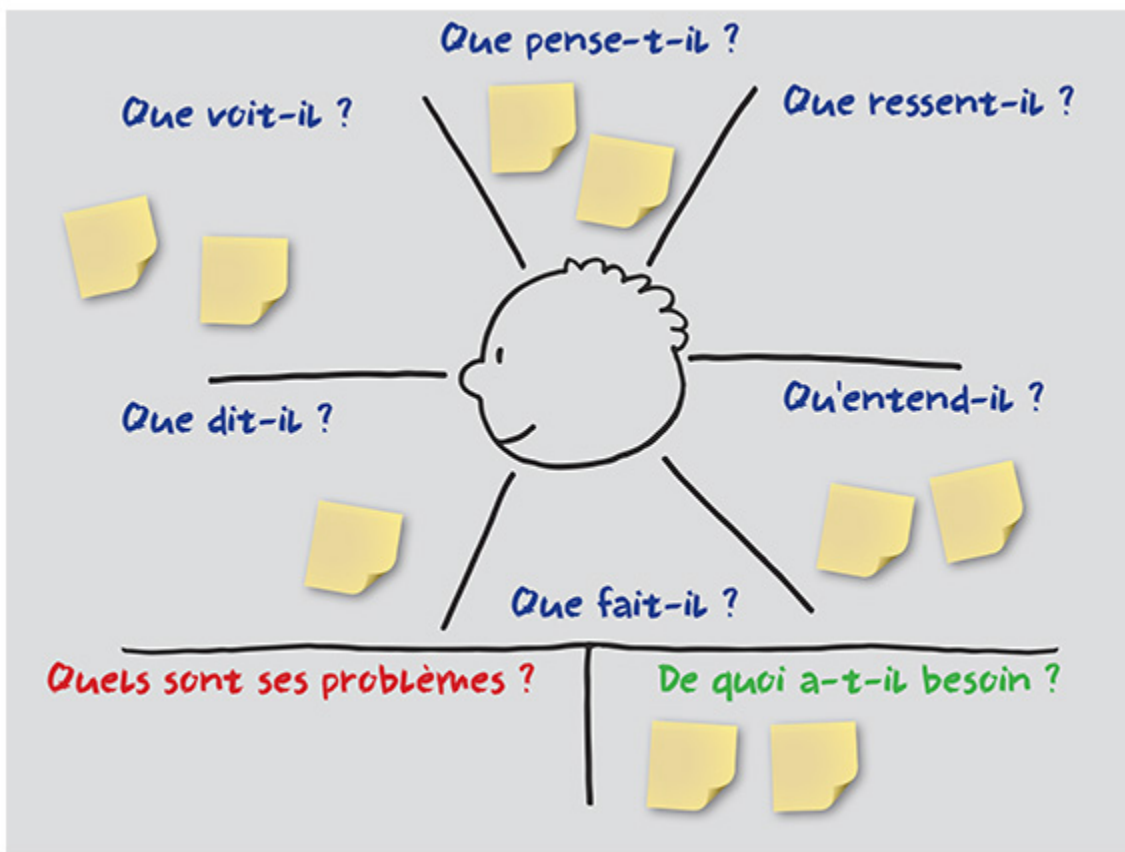 Que pense-t-il ?
Que voit-il ?
Que ressent-il ?
Que dit-il ?
Qu'entend-il ?
Que fait-il ?
Quels sont ses problèmes ?
De quoi a-t-il besoin ?